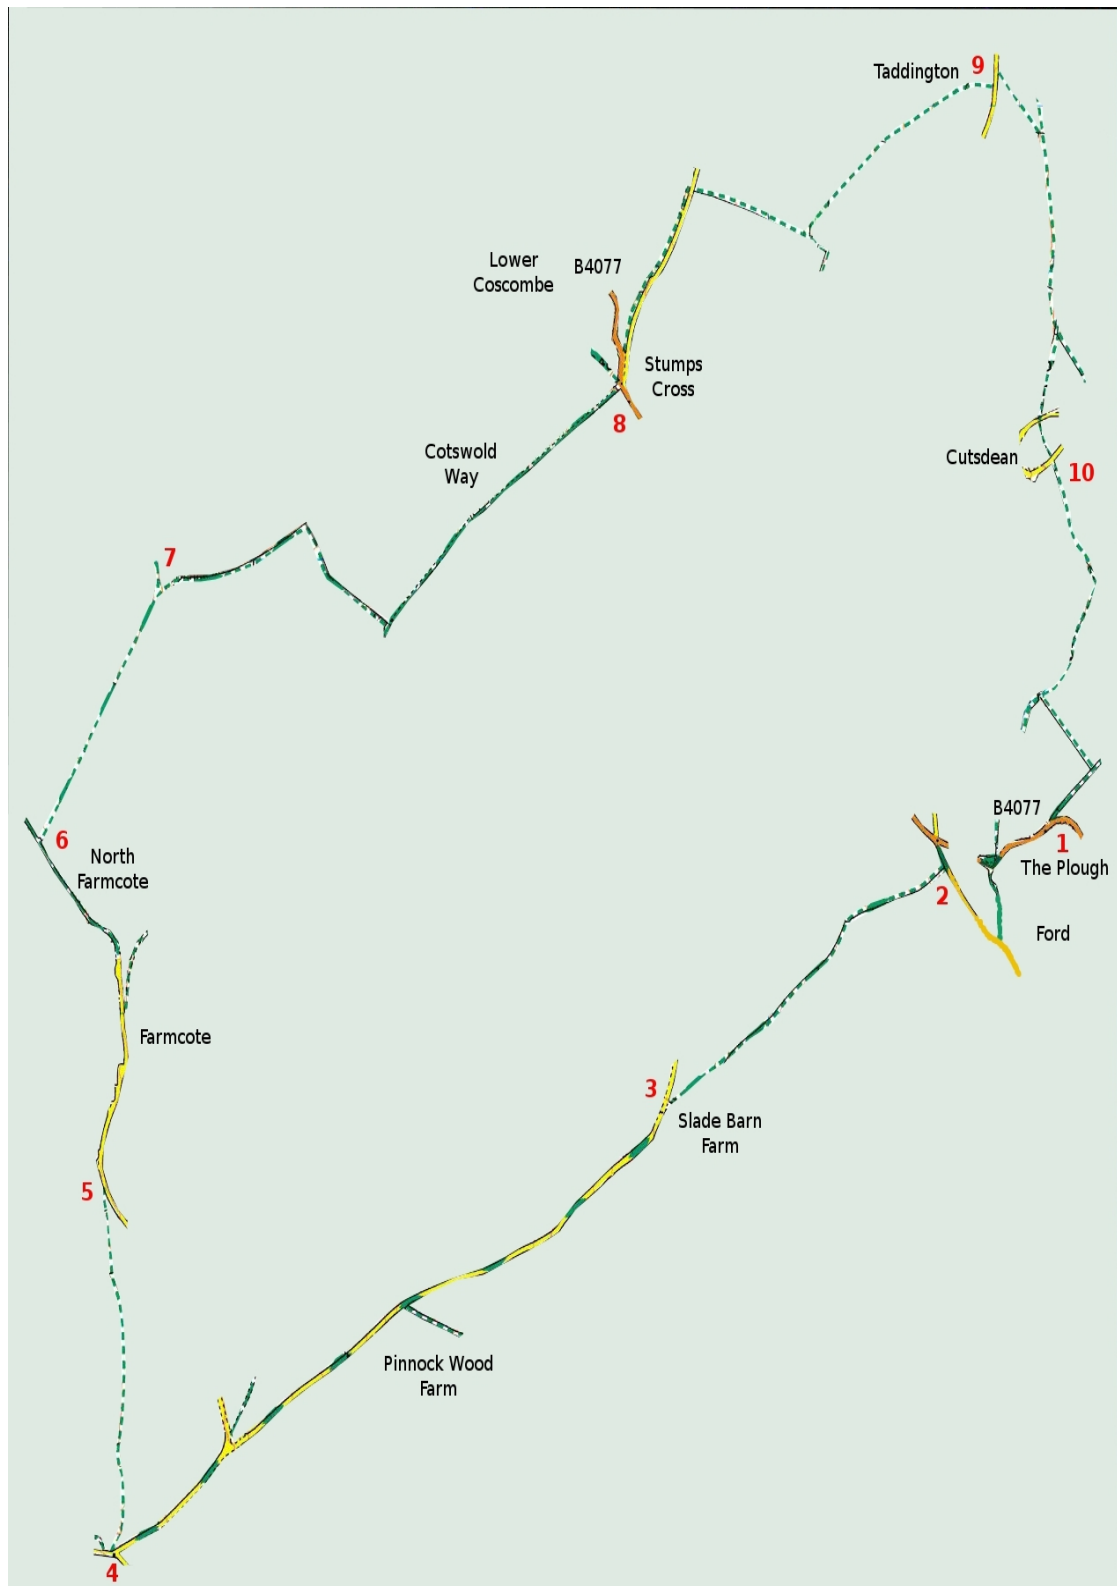 Taddington 9
Lower
Coscombe
B4077
Stumps
Cross
8
Cotswold
Way
Cutsdean
10
7
B4077
1
The Plough
6
North
Farmcote
2
Ford
Farmcote
3
Slade Barn
Farm
5
Pinnock Wood
Farm
4